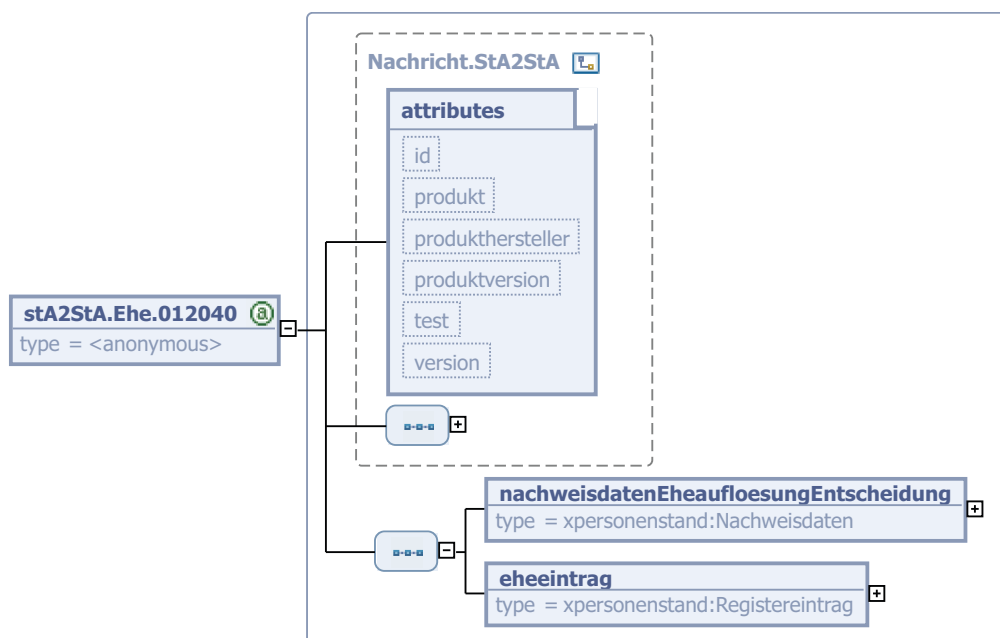 Nachricht.StA2StA
attributes
id
produkt
produkthersteller
produktversion
test
version
stA2StA.Ehe.012040 a
type = <anonymous>
nachweisdatenEheaufloesungEntscheidung
type = xpersonenstand:Nachweisdaten
eheeintrag
type = xpersonenstand:Registereintrag